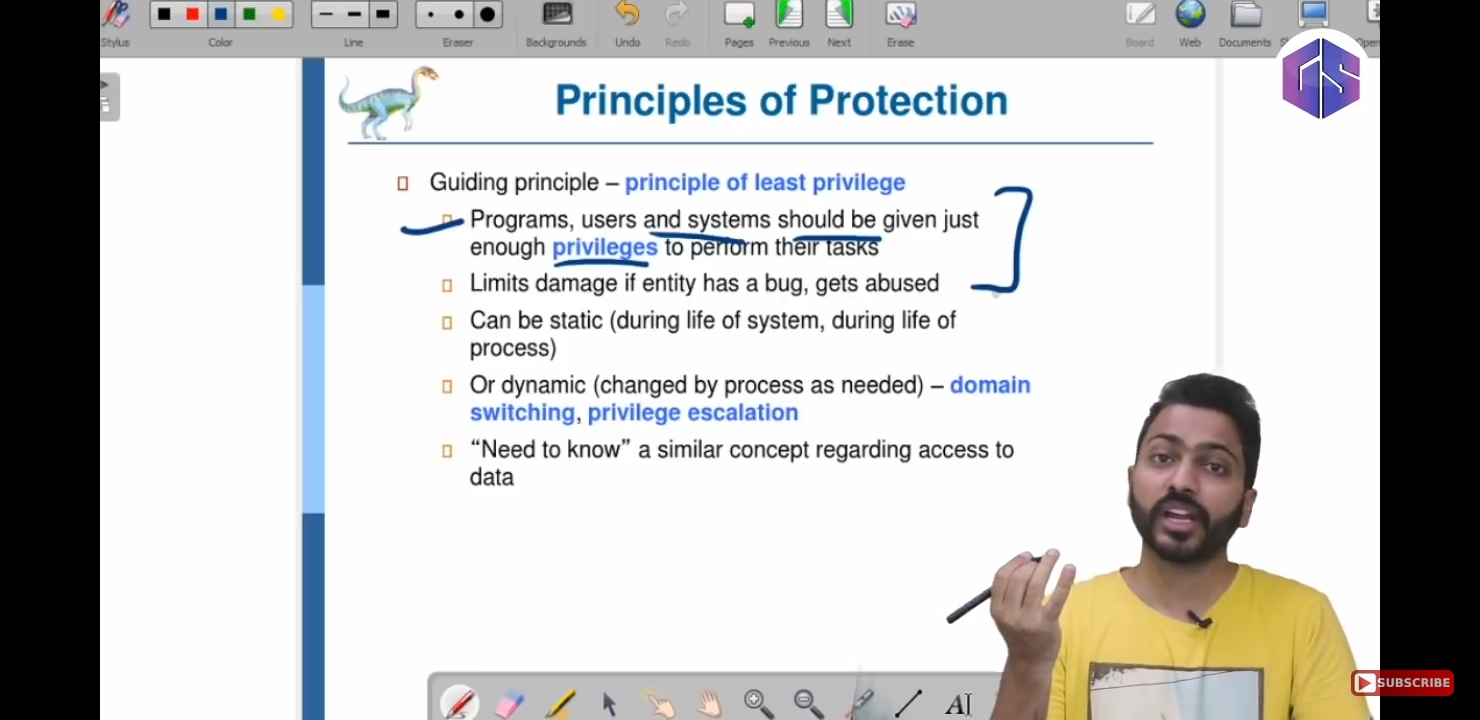 Stylus
Color
Line
Eraser
Backgrounds
Undo
Redo
Pages
Previous
Next
Erase
Board
Web
Documents
Principles of Protection
Guiding principle – principle of least privilege
Programs, users and systems should be given just
enough privileges to perform their tasks
Limits damage if entity has a bug, gets abused
Can be static (during life of system, during life of
process)
Or dynamic (changed by process as needed) – domain
switching, privilege escalation
“Need to know” a similar concept regarding access to
data
SUBSCRIBE
AI